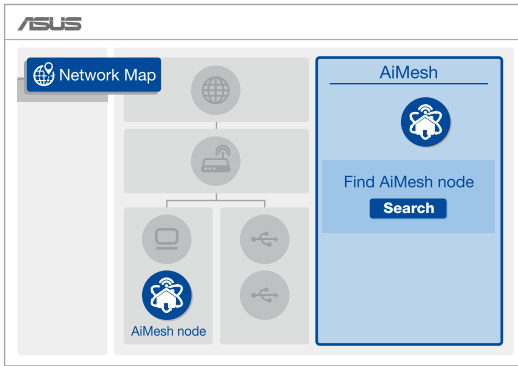 ASUS
Network Map
AiMesh
Find AiMesh node
Search
AiMesh node